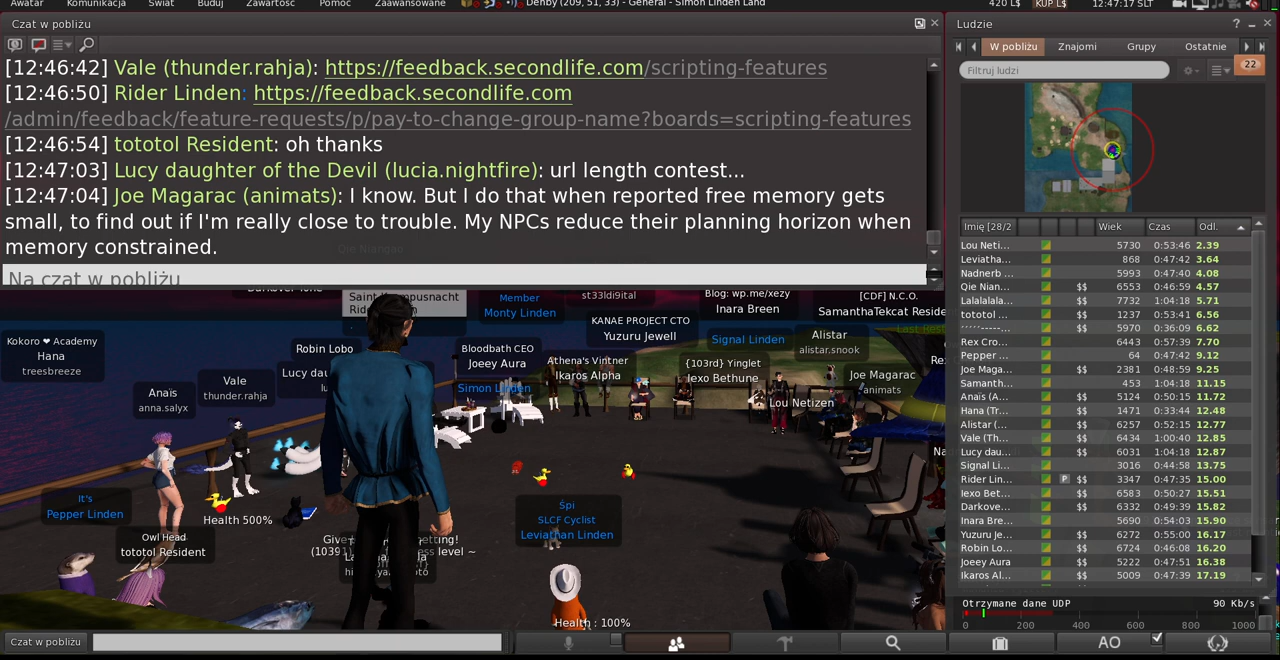 Awatar Komunikacja Świat Buduj Zawartość Pomoc Zaawansowane Denby (209, 51, 33) - General - Simon Linden Land 420 L$ KUP L$ 12:47:17 SLT
Czat w pobliżu
[12:46:42] Vale (thunder.rahja): https://feedback.secondlife.com/scripting-features
[12:46:50] Rider Linden: https://feedback.secondlife.com
/admin/feedback/feature-requests/p/pay-to-change-group-name?boards=scripting-features
[12:46:54] tototol Resident: oh thanks
[12:47:03] Lucy daughter of the Devil (lucia.nightfire): url length contest...
[12:47:04] Joe Magarac (animats): I know. But I do that when reported free memory gets
small, to find out if I'm really close to trouble. My NPCs reduce their planning horizon when
memory constrained.
Qie Niangao
Na czat w pobliżu
Saint
Member
Monty Linden
st33ldi9ital
Blog: wp.me/xezy
Inara Breen
[CDF] N.C.O.
SamanthaTekcat Reside
KANAE PROJECT CTO
Yuzuru Jewell
Signal Linden
Alistar
alistar.snook
Kokoro ❤ Academy
Hana
treesbreeze
Robin Lobo
Bloodbath CEO
Joeey Aura
Simon Linden
Athena's Vintner
Ikaros Alpha
{103rd} Yinglet
Iexo Bethune
Joe Magarac
animats
Lou Netizen
Anaïs
anna.salyx
Vale
thunder.rahja
Lucy dau
It's
Pepper Linden
Health 500%
Owl Head
tototol Resident
Śpi
SLCF Cyclist
Leviathan Linden
Health : 100%
Czat w pobliżu
Ludzie
W pobliżu Znajomi Grupy Ostatnie
Filtruj ludzi
22
Imię [28/2 Wiek Czas Odl.
Lou Neti... 5730 0:53:46 2.39
Leviatha... 868 0:47:42 3.64
Nadnerb ... 5993 0:47:40 4.08
Qie Nian... $$ 6553 0:46:59 4.57
Lalalalala... $$ 7732 1:04:18 5.71
tototol ... $$ 1237 0:53:41 6.56
$$ 5970 0:36:09 6.62
Rex Cro... 6443 0:57:39 7.70
Pepper ... 64 0:47:42 9.12
Joe Maga... $$ 2381 0:48:59 9.25
Samanth... 453 1:04:18 11.15
Anaïs (A... $$ 5124 0:50:15 11.72
Hana (Tr... $$ 1471 0:33:44 12.48
Alistar (... $$ 6257 0:52:15 12.77
Vale (Th... $$ 6434 1:00:40 12.85
Lucy dau... $$ 6031 1:04:18 12.87
Signal Li... 3016 0:44:58 13.75
Rider Lin... P $$ 3347 0:47:35 15.00
Iexo Bet... $$ 6583 0:50:27 15.51
Darkove... $$ 6332 0:49:39 15.82
Inara Bre... 5690 0:54:03 15.90
Yuzuru Je... $$ 6272 0:55:00 16.17
Robin Lo... $$ 6724 0:46:08 16.20
Joeey Aura $$ 5222 0:47:51 16.38
Ikaros Al... $$ 5009 0:47:39 17.19
Otrzymane dane UDP 90 Kb/s
0 200 400 600 800 1000
AO